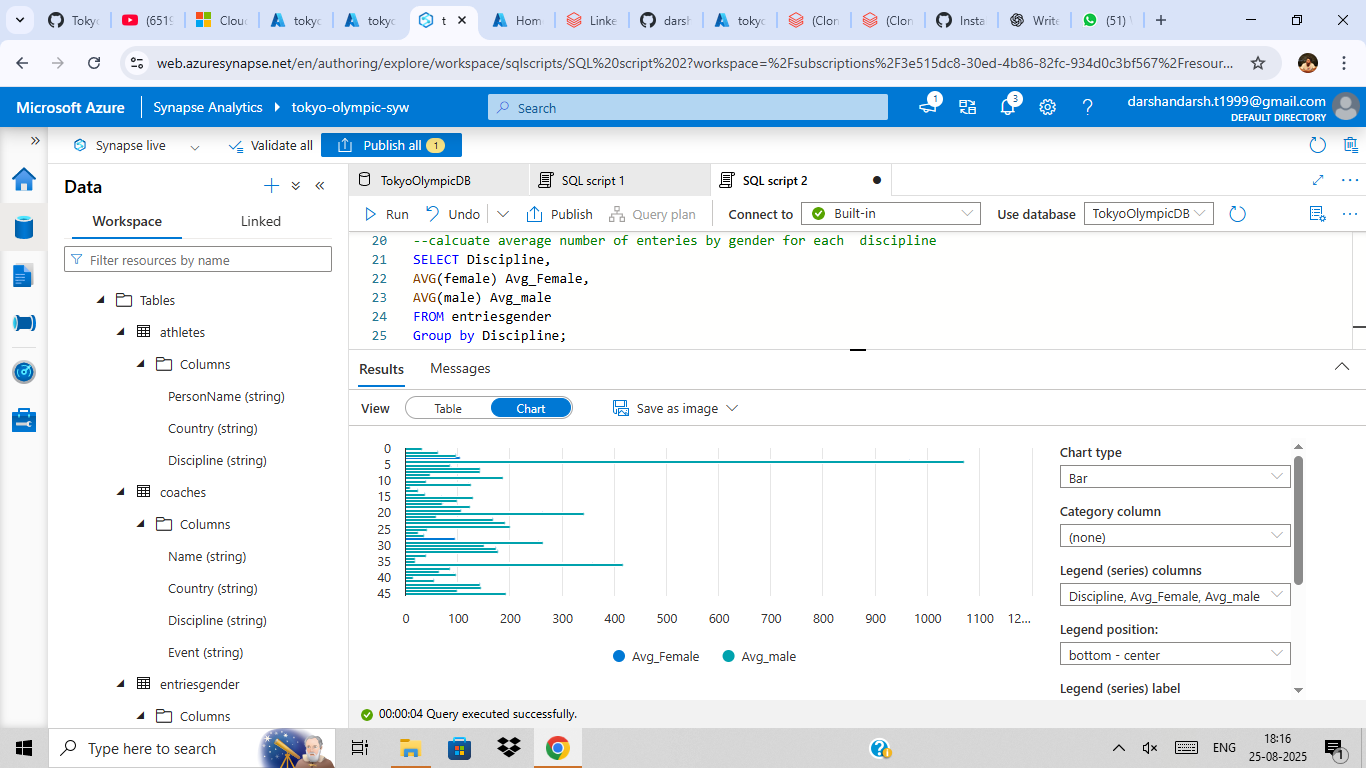 Tokyo
(6519
Cloud
tokyo
tokyo
t
Home
Linke
darsh
tokyo
(Clon
(Clon
Instal
Write
(51) \
web.azuresynapse.net/en/authoring/explore/workspace/sqlscripts/SQL%20script%202?workspace=%2Fsubscriptions%2F3e515dc8-30ed-4b86-82fc-934d0c3bf567%2Fresour...
Microsoft Azure
Synapse Analytics
tokyo-olympic-syw
Search
1
3
darshandarsh.t1999@gmail.com
DEFAULT DIRECTORY
Synapse live
Validate all
Publish all 1
Data
Workspace
Linked
Filter resources by name
Tables
athletes
Columns
PersonName (string)
Country (string)
Discipline (string)
coaches
Columns
Name (string)
Country (string)
Discipline (string)
Event (string)
entriesgender
Columns
TokyoOlympicDB
SQL script 1
SQL script 2
Run
Undo
Publish
Query plan
Connect to
Built-in
Use database
TokyoOlympicDB
20 --calcuate average number of enteries by gender for each  discipline
21 SELECT Discipline,
22 AVG(female) Avg_Female,
23 AVG(male) Avg_male
24 FROM entriesgender
25 Group by Discipline;
Results
Messages
View
Table
Chart
Save as image
0
5
10
15
20
25
30
35
40
45
0 100 200 300 400 500 600 700 800 900 1000 1100 12...
Avg_Female
Avg_male
Chart type
Bar
Category column
(none)
Legend (series) columns
Discipline, Avg_Female, Avg_male
Legend position:
bottom - center
Legend (series) label
00:00:04 Query executed successfully.
Type here to search
ENG
18:16
25-08-2025
1